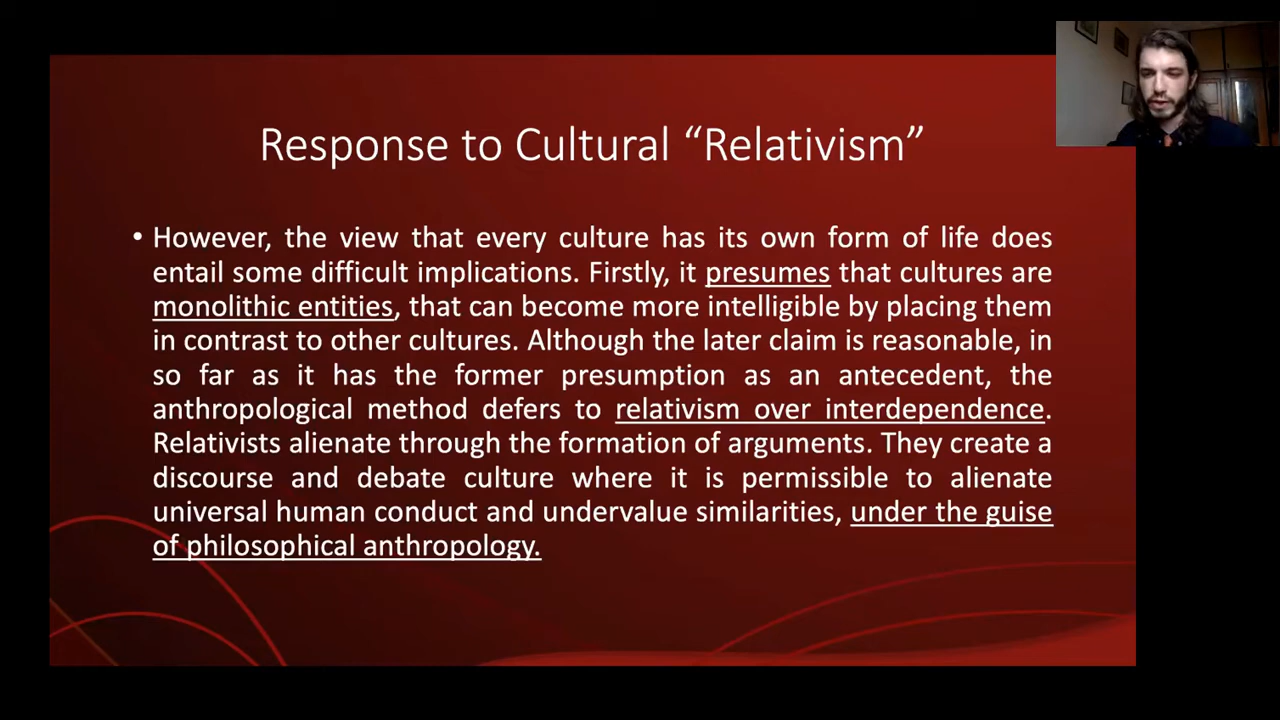 Response to Cultural “Relativism”
• However, the view that every culture has its own form of life does
entail some difficult implications. Firstly, it presumes that cultures are
monolithic entities, that can become more intelligible by placing them
in contrast to other cultures. Although the later claim is reasonable, in
so far as it has the former presumption as an antecedent, the
anthropological method defers to relativism over interdependence.
Relativists alienate through the formation of arguments. They create a
discourse and debate culture where it is permissible to alienate
universal human conduct and undervalue similarities, under the guise
of philosophical anthropology.